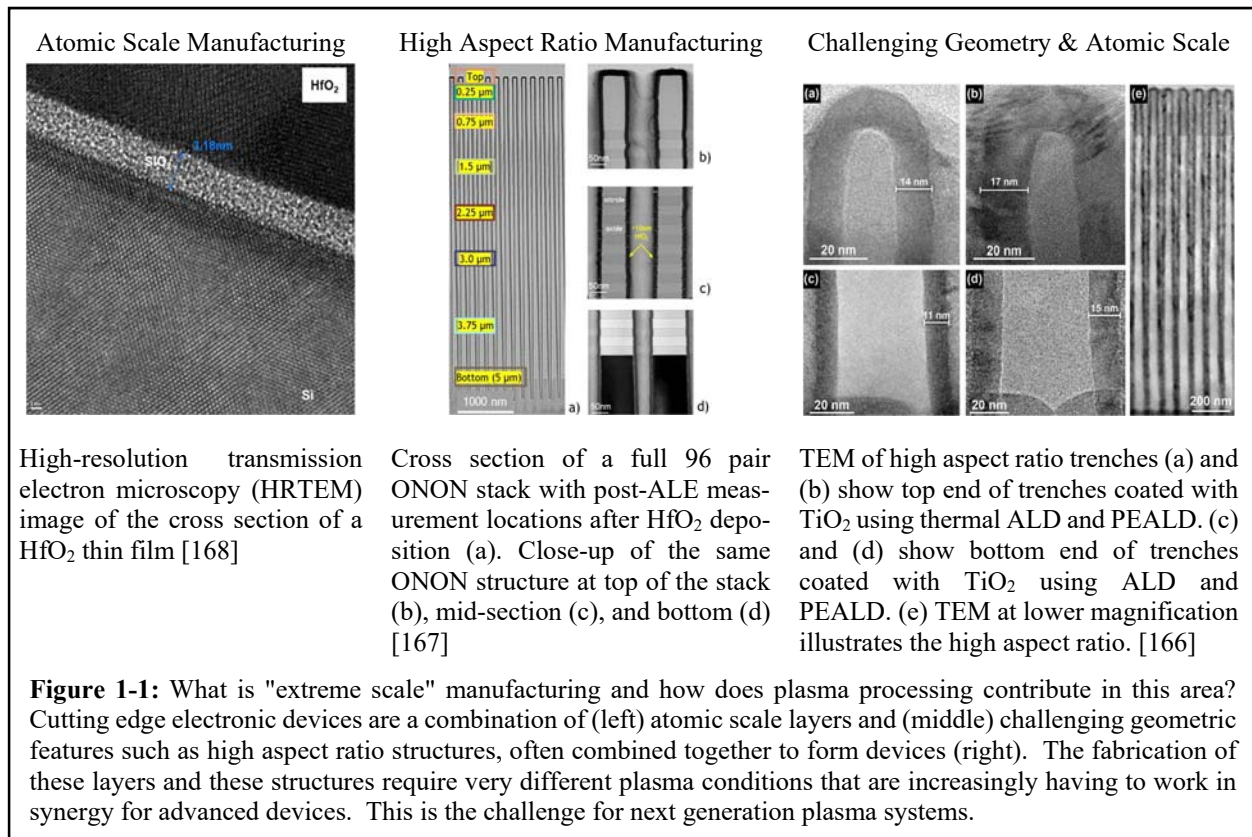 Atomic Scale Manufacturing
High Aspect Ratio Manufacturing
Challenging Geometry & Atomic Scale
HfO₂
3.18nm
SiO
Si
Top
0.25 µm
0.75 µm
1.5 µm
2.25 µm
3.0 µm
3.75 µm
Bottom (5 µm)
1000 nm
a)
50nm
b)
nitride
oxide
HfO₂
50nm
c)
50nm
d)
(a)
14 nm
20 nm
(b)
17 nm
20 nm
(c)
11 nm
20 nm
(d)
15 nm
20 nm
(e)
200 nm
High-resolution transmission
electron microscopy (HRTEM)
image of the cross section of a
HfO₂ thin film [168]
Cross section of a full 96 pair
ONON stack with post-ALE meas-
urement locations after HfO₂ depo-
sition (a). Close-up of the same
ONON structure at top of the stack
(b), mid-section (c), and bottom (d)
[167]
TEM of high aspect ratio trenches (a) and
(b) show top end of trenches coated with
TiO₂ using thermal ALD and PEALD. (c)
and (d) show bottom end of trenches
coated with TiO₂ using ALD and
PEALD. (e) TEM at lower magnification
illustrates the high aspect ratio. [166]
Figure 1-1: What is "extreme scale" manufacturing and how does plasma processing contribute in this area?
Cutting edge electronic devices are a combination of (left) atomic scale layers and (middle) challenging geometric
features such as high aspect ratio structures, often combined together to form devices (right). The fabrication of
these layers and these structures require very different plasma conditions that are increasingly having to work in
synergy for advanced devices. This is the challenge for next generation plasma systems.